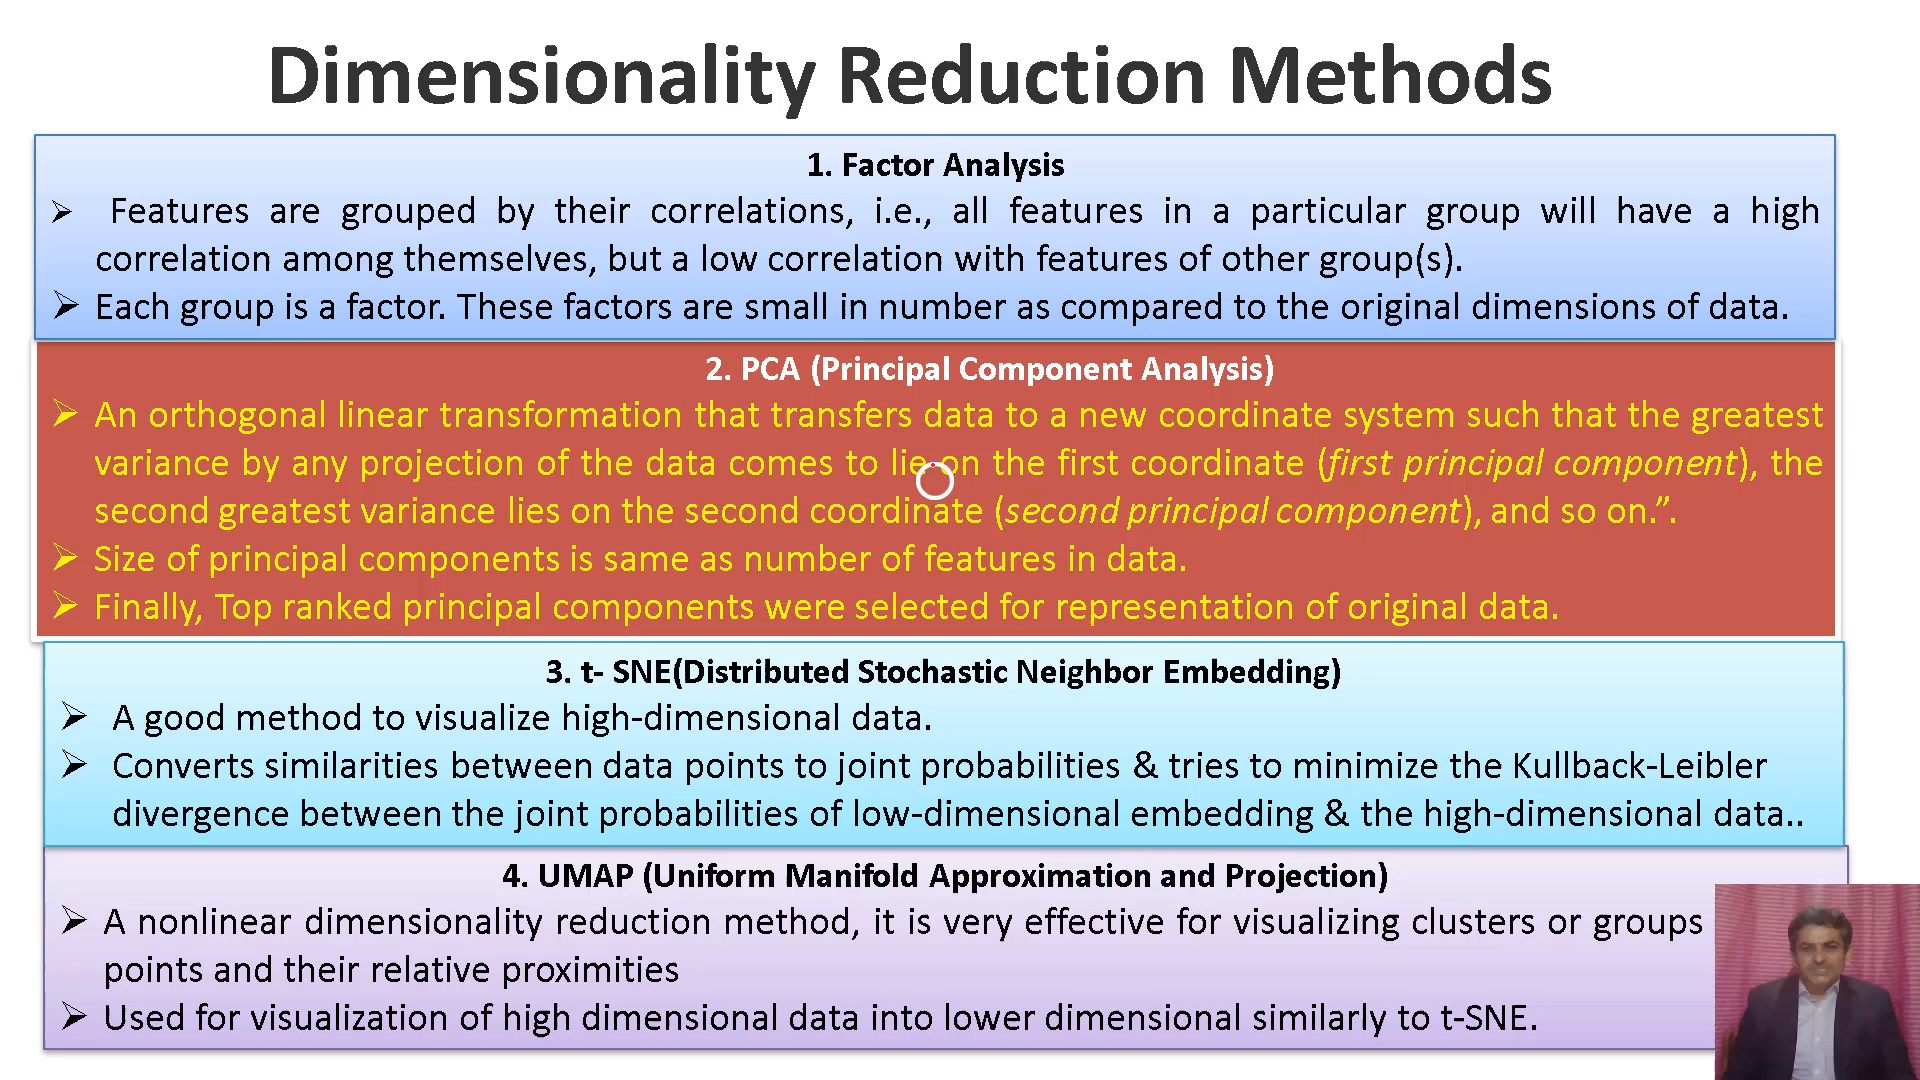 Dimensionality Reduction Methods
1. Factor Analysis
➢ Features are grouped by their correlations, i.e., all features in a particular group will have a high
correlation among themselves, but a low correlation with features of other group(s).
➢ Each group is a factor. These factors are small in number as compared to the original dimensions of data.
2. PCA (Principal Component Analysis)
➢ An orthogonal linear transformation that transfers data to a new coordinate system such that the greatest
variance by any projection of the data comes to lie on the first coordinate (first principal component), the
second greatest variance lies on the second coordinate (second principal component), and so on.”.
➢ Size of principal components is same as number of features in data.
➢ Finally, Top ranked principal components were selected for representation of original data.
3. t- SNE(Distributed Stochastic Neighbor Embedding)
➢ A good method to visualize high-dimensional data.
➢ Converts similarities between data points to joint probabilities & tries to minimize the Kullback-Leibler
divergence between the joint probabilities of low-dimensional embedding & the high-dimensional data..
4. UMAP (Uniform Manifold Approximation and Projection)
➢ A nonlinear dimensionality reduction method, it is very effective for visualizing clusters or groups
points and their relative proximities
➢ Used for visualization of high dimensional data into lower dimensional similarly to t-SNE.